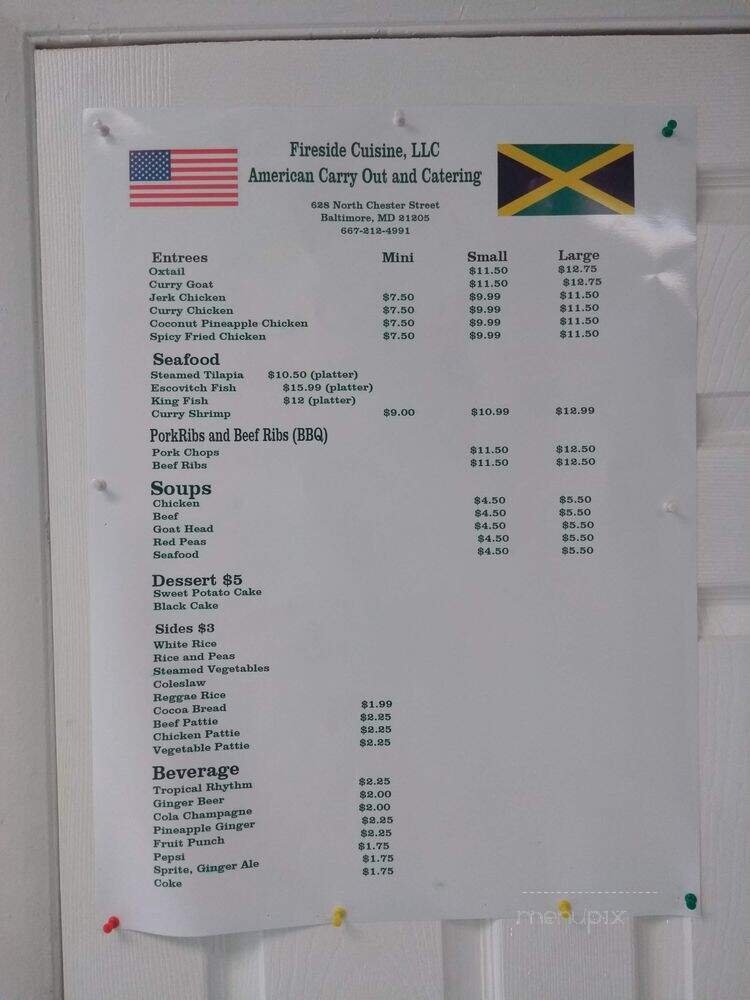 Fireside Cuisine, LLC
American Carry Out and Catering
628 North Chester Street
Baltimore, MD 21205
667-212-4991
Entrees Mini Small Large
Oxtail $11.50 $12.75
Curry Goat $11.50 $12.75
Jerk Chicken $7.50 $9.99 $11.50
Curry Chicken $7.50 $9.99 $11.50
Coconut Pineapple Chicken $7.50 $9.99 $11.50
Spicy Fried Chicken $7.50 $9.99 $11.50
Seafood
Steamed Tilapia $10.50 (platter)
Escovitch Fish $15.99 (platter)
King Fish $12 (platter)
Curry Shrimp $9.00 $10.99 $12.99
PorkRibs and Beef Ribs (BBQ)
Pork Chops $11.50 $12.50
Beef Ribs $11.50 $12.50
Soups
Chicken $4.50 $5.50
Beef $4.50 $5.50
Goat Head $4.50 $5.50
Red Peas $4.50 $5.50
Seafood $4.50 $5.50
Dessert $5
Sweet Potato Cake
Black Cake
Sides $3
White Rice
Rice and Peas
Steamed Vegetables
Coleslaw
Reggae Rice
Cocoa Bread $1.99
Beef Pattie $2.25
Chicken Pattie $2.25
Vegetable Pattie $2.25
Beverage
Tropical Rhythm $2.25
Ginger Beer $2.00
Cola Champagne $2.00
Pineapple Ginger $2.25
Fruit Punch $2.25
Pepsi $1.75
Sprite, Ginger Ale $1.75
Coke $1.75
menupix